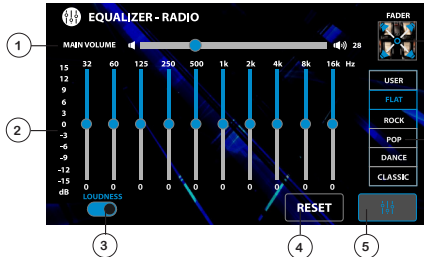 EQUALIZER - RADIO
FADER
1
MAIN VOLUME 28
32 60 125 250 500 1k 2k 4k 8k 16k Hz
15
12
9
6
3
0
-3
-6
-9
-12
-15
dB
0 0 0 0 0 0 0 0 0 0
USER
FLAT
ROCK
POP
DANCE
CLASSIC
2
LOUDNESS
RESET
3
4
5